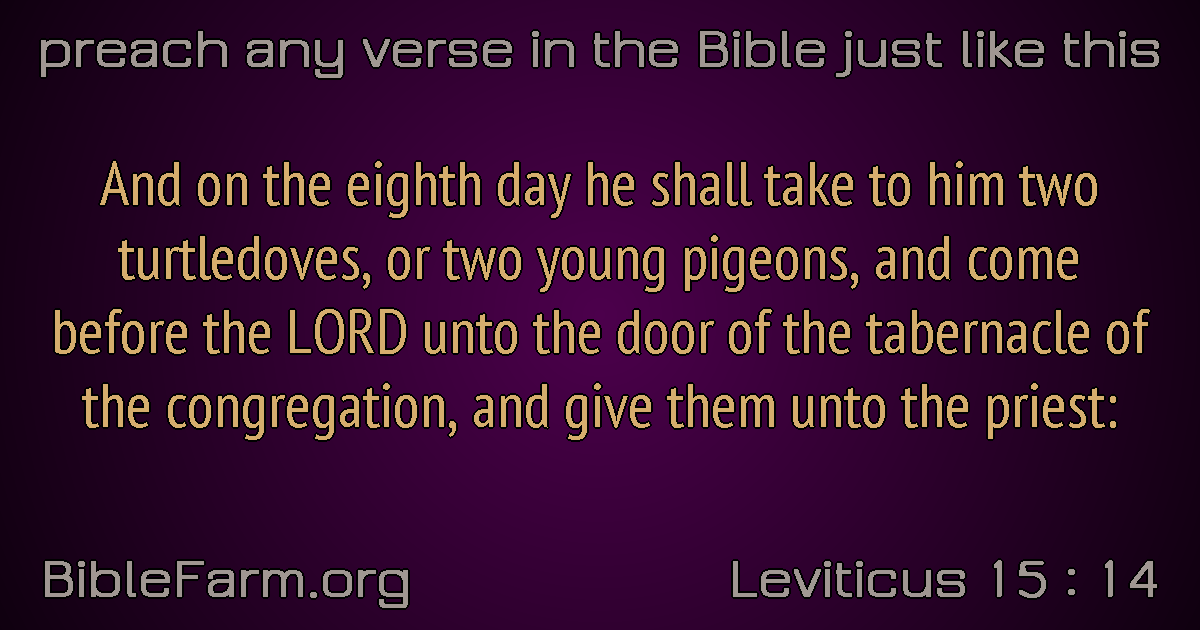 preach any verse in the Bible just like this
And on the eighth day he shall take to him two
turtledoves, or two young pigeons, and come
before the LORD unto the door of the tabernacle of
the congregation, and give them unto the priest:
BibleFarm.org
Leviticus 15 : 14